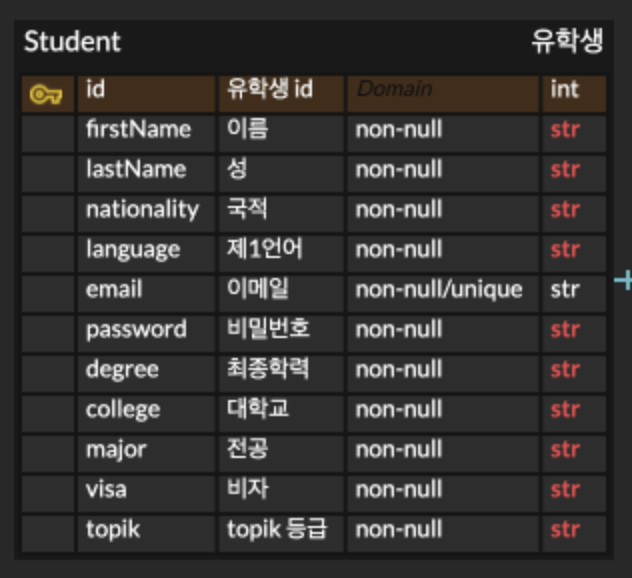 Student 유학생
id 유학생 id Domain int
firstName 이름 non-null str
lastName 성 non-null str
nationality 국적 non-null str
language 제1언어 non-null str
email 이메일 non-null/unique str
password 비밀번호 non-null str
degree 최종학력 non-null str
college 대학교 non-null str
major 전공 non-null str
visa 비자 non-null str
topik topik 등급 non-null str